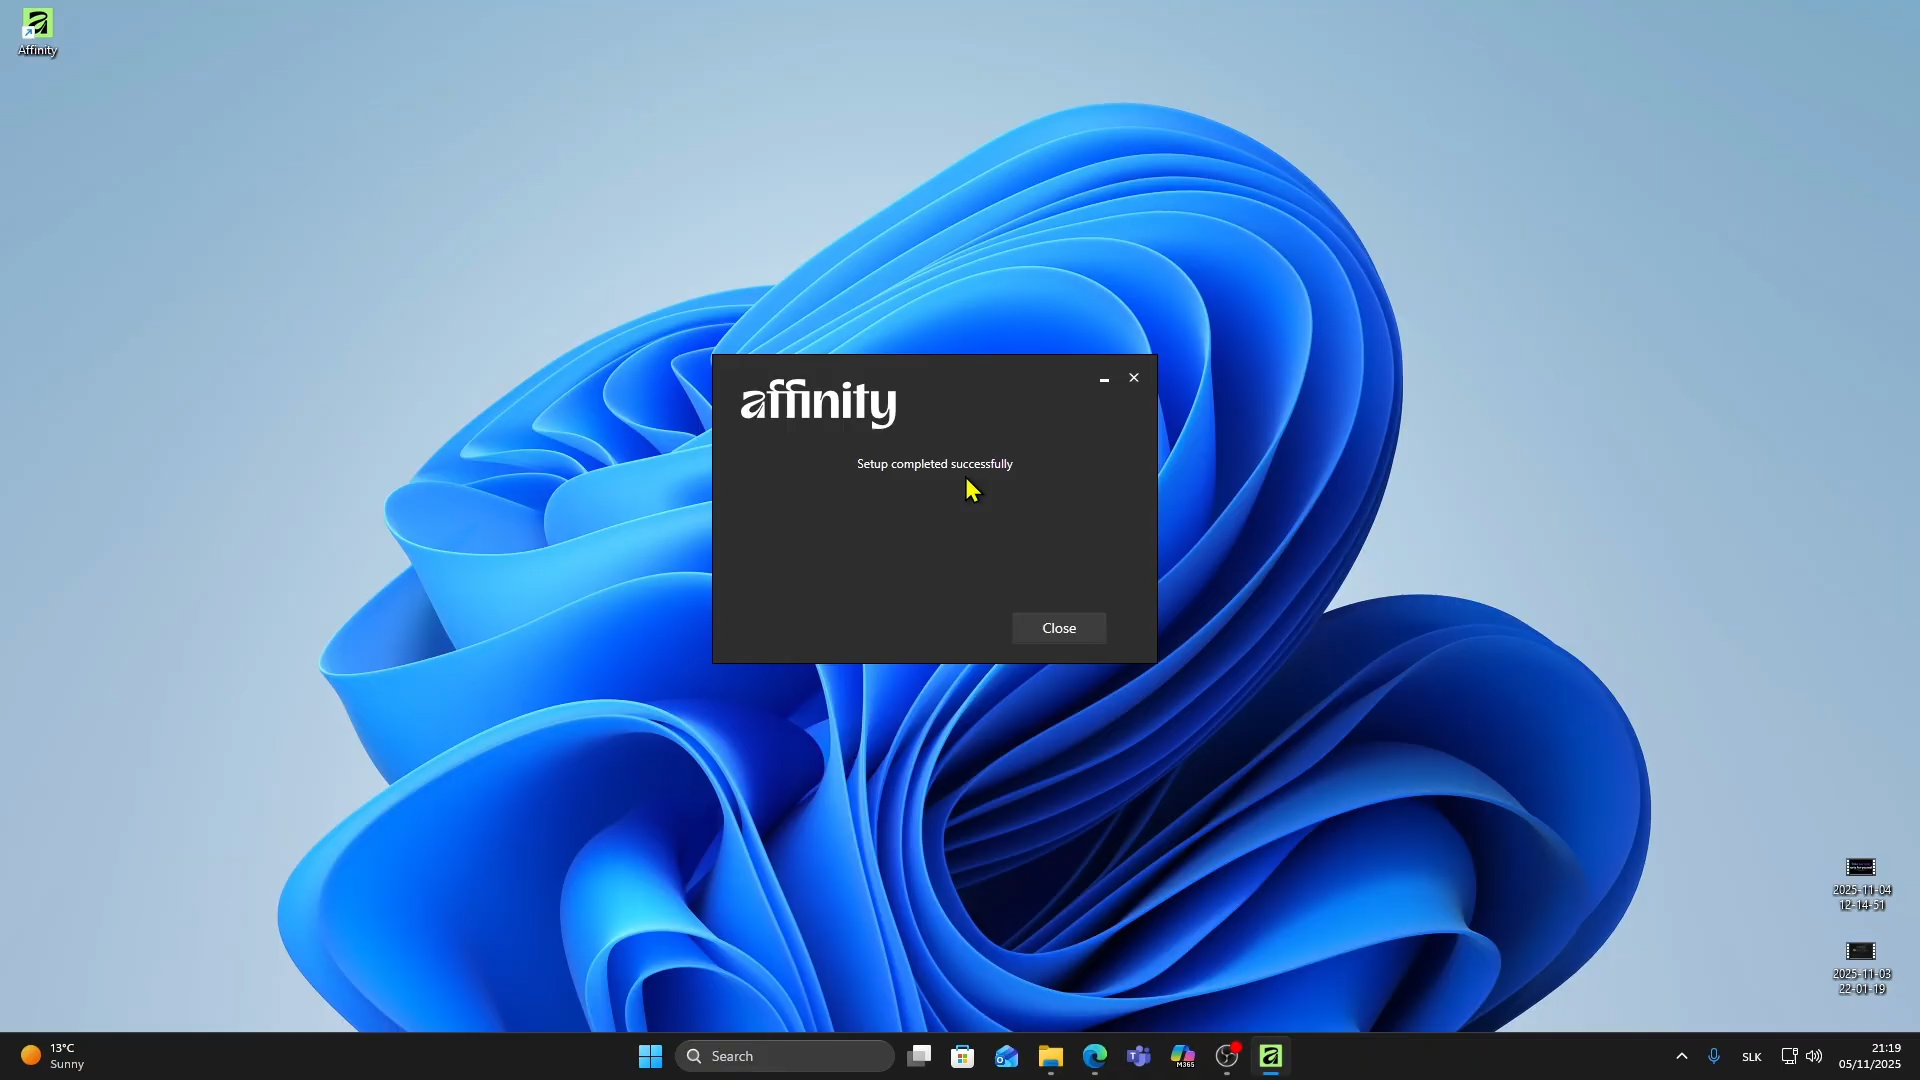 Affinity
affinity
Setup completed successfully
Close
2025-11-04
12-14-51
2025-11-03
22-01-19
13°C
Sunny
Search
M365
SLK
21:19
05/11/2025